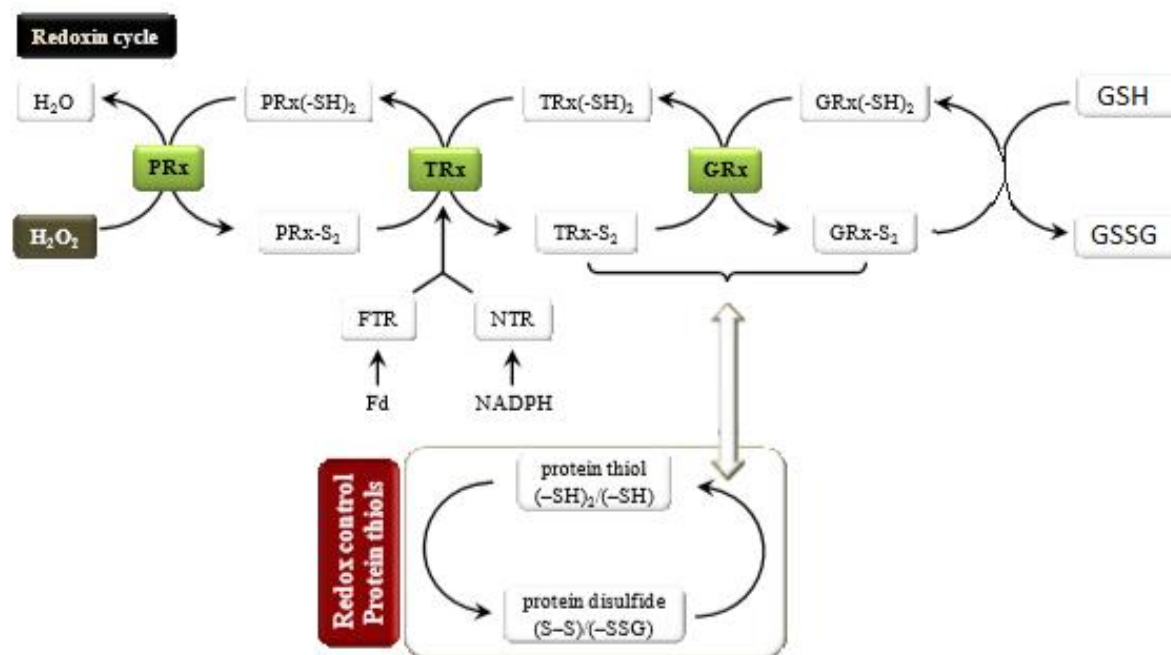 Redoxin cycle
H₂O
PRx(-SH)₂
TRx(-SH)₂
GRx(-SH)₂
GSH
PRx
TRx
GRx
H₂O₂
PRx-S₂
TRx-S₂
GRx-S₂
GSSG
FTR
NTR
Fd
NADPH
Redox control
Protein thiols
protein thiol
(–SH)₂/(–SH)
protein disulfide
(S–S)/(–SSG)